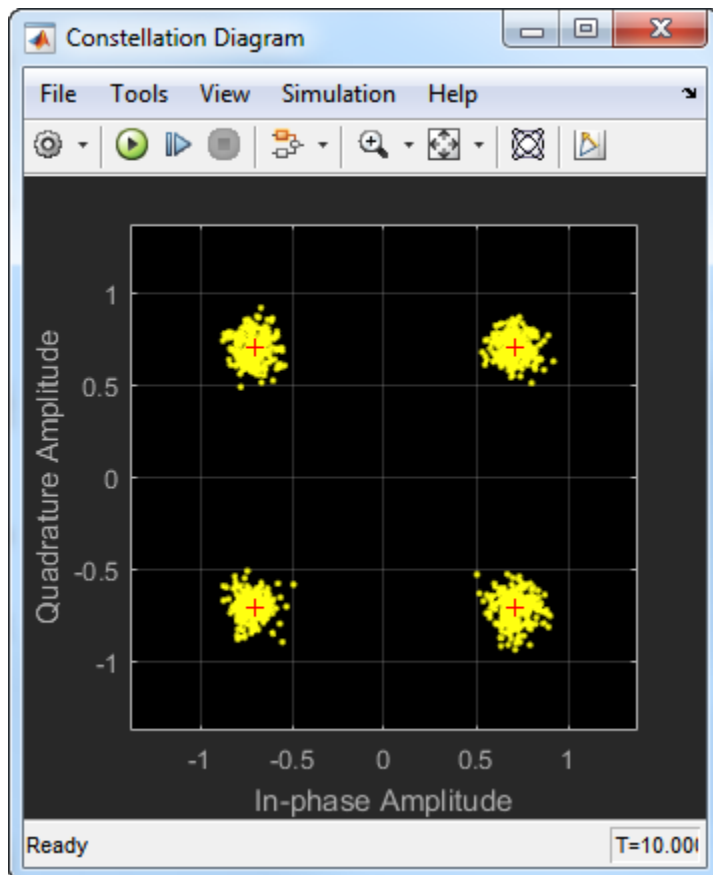 Constellation Diagram
File Tools View Simulation Help
1
0.5
0
-0.5
-1
Quadrature Amplitude
-1 -0.5 0 0.5 1
In-phase Amplitude
Ready T=10.00